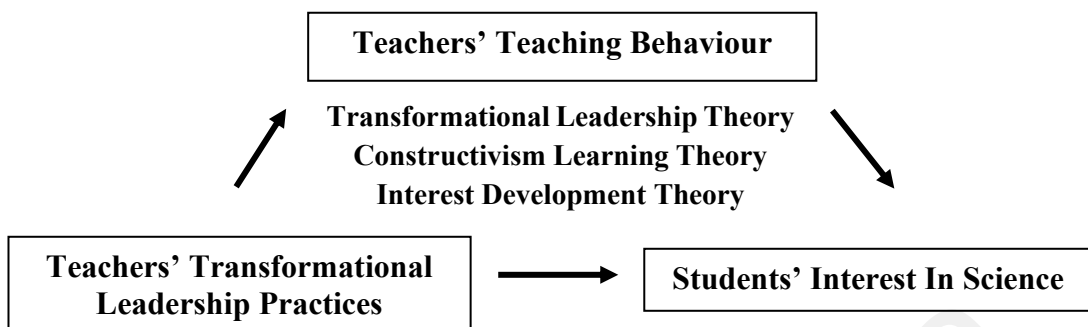 Teachers’ Teaching Behaviour
Transformational Leadership Theory
Constructivism Learning Theory
Interest Development Theory
Teachers’ Transformational
Leadership Practices
Students’ Interest In Science